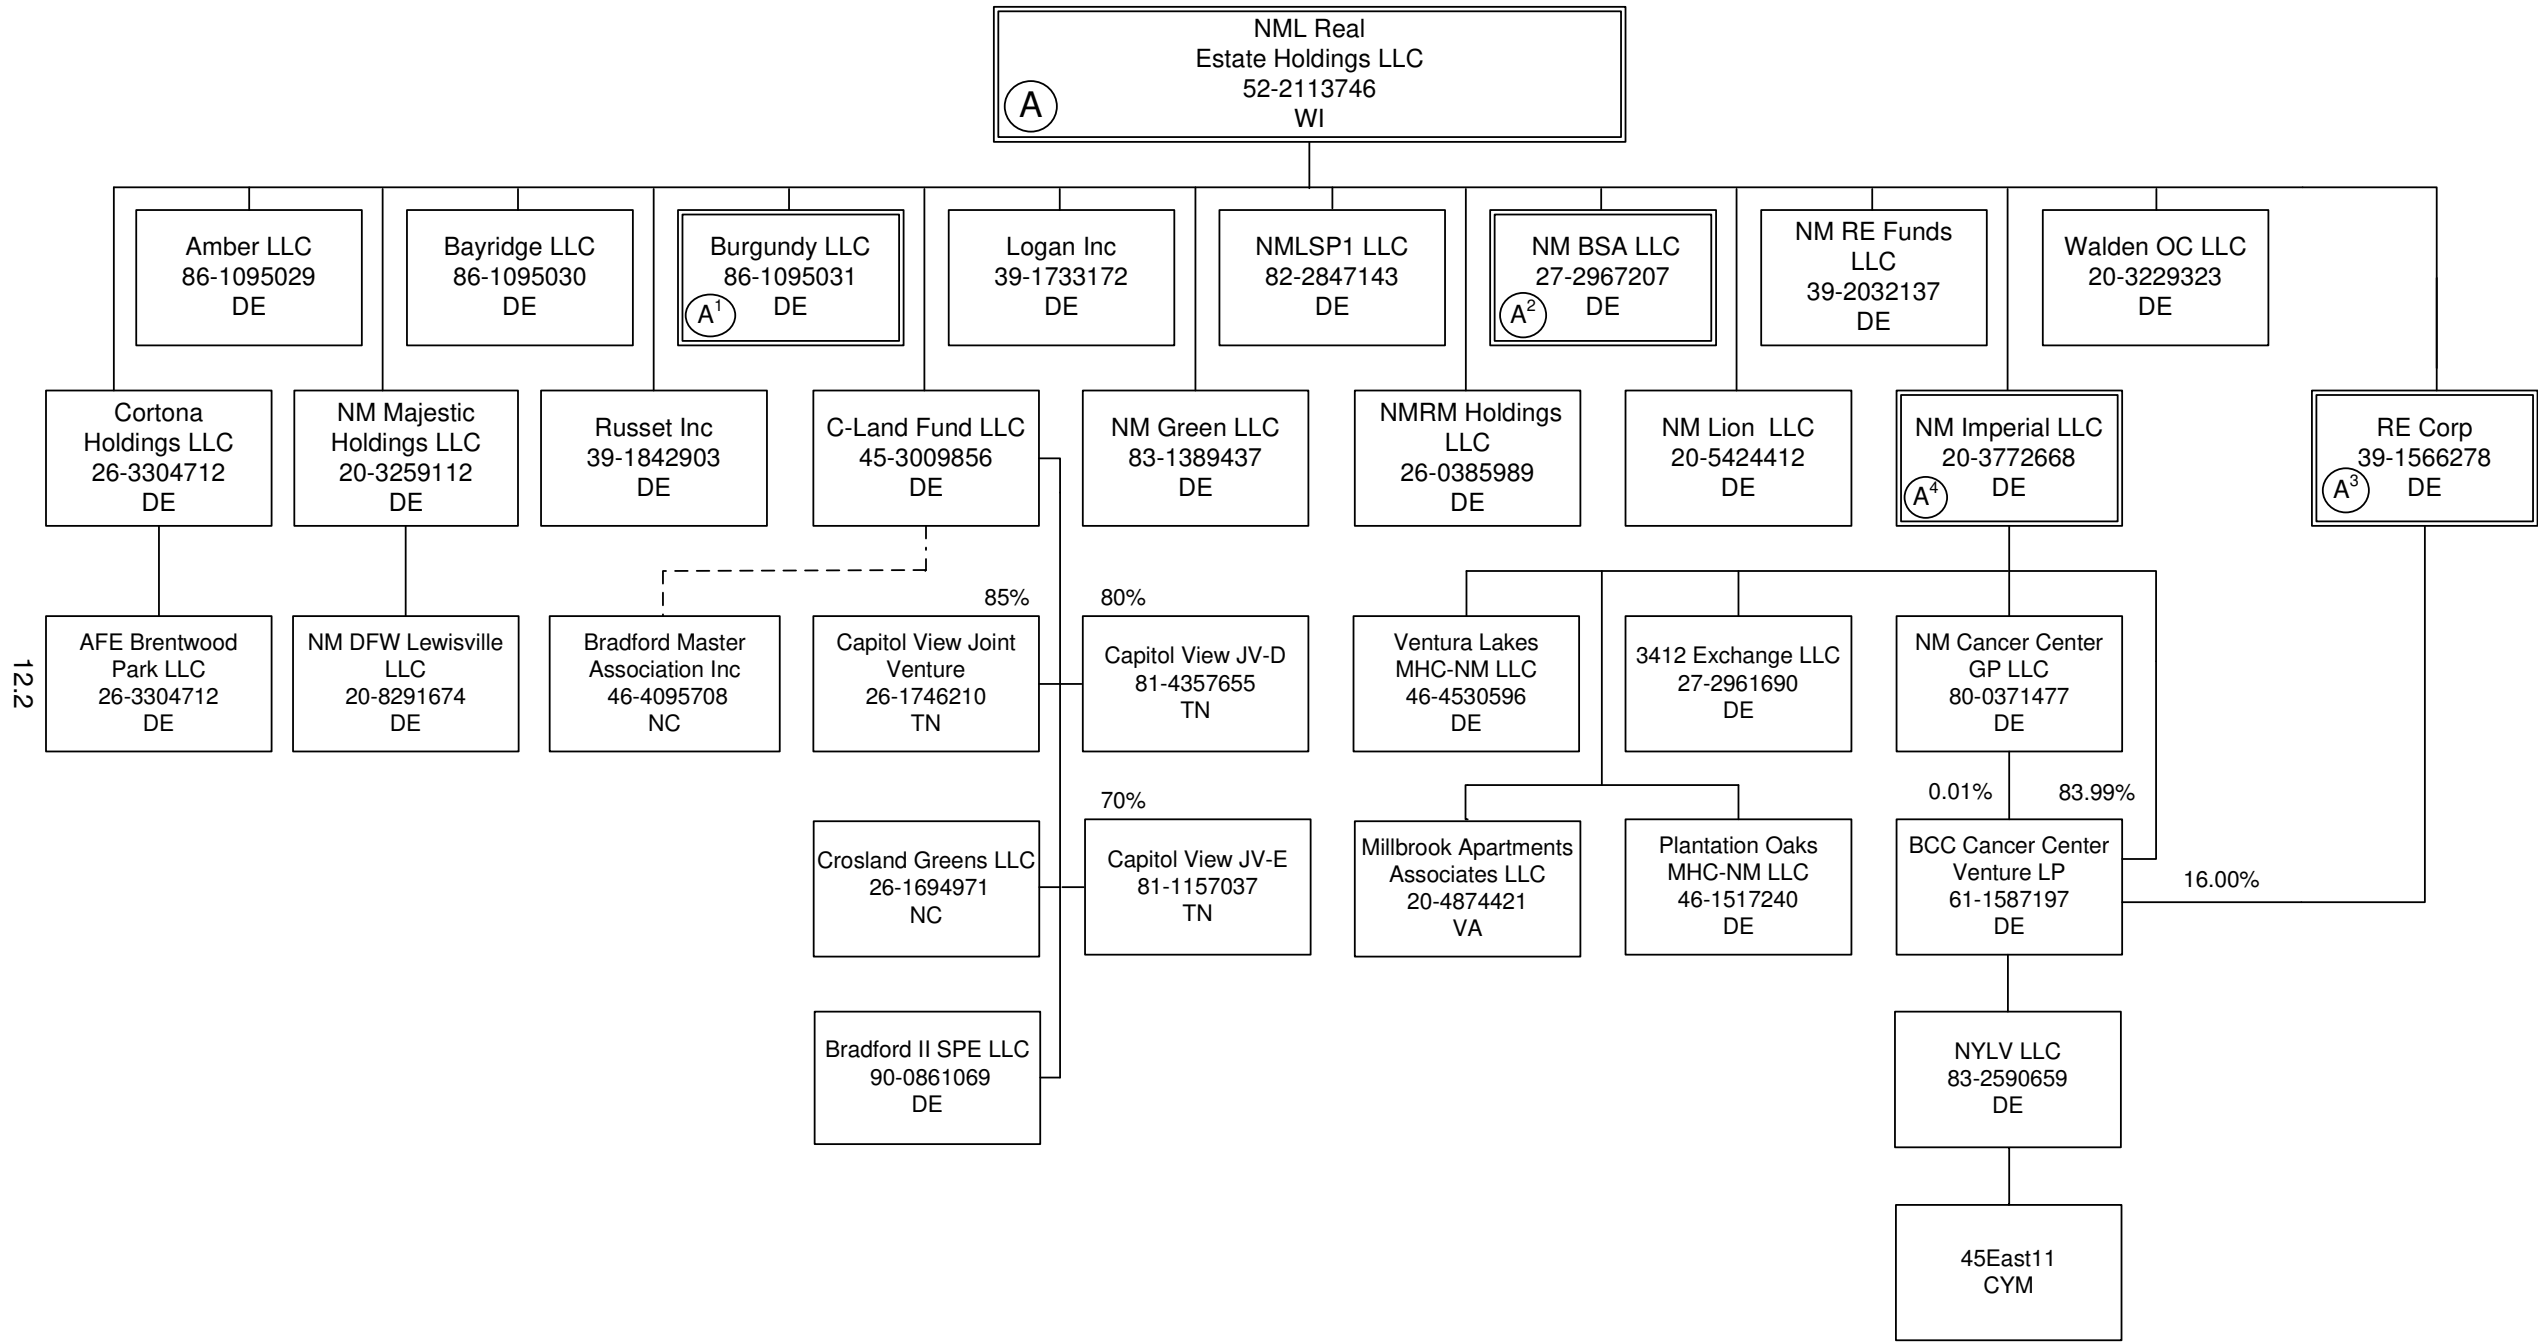 NML Real
Estate Holdings LLC
52-2113746
WI
A
Amber LLC
86-1095029
DE
Bayridge LLC
86-1095030
DE
Burgundy LLC
86-1095031
DE
A1
Logan Inc
39-1733172
DE
NMLSP1 LLC
82-2847143
DE
NM BSA LLC
27-2967207
DE
A2
NM RE Funds
LLC
39-2032137
DE
Walden OC LLC
20-3229323
DE
Cortona
Holdings LLC
26-3304712
DE
NM Majestic
Holdings LLC
20-3259112
DE
Russet Inc
39-1842903
DE
C-Land Fund LLC
45-3009856
DE
NM Green LLC
83-1389437
DE
NMRM Holdings
LLC
26-0385989
DE
NM Lion LLC
20-5424412
DE
NM Imperial LLC
20-3772668
DE
A4
RE Corp
39-1566278
DE
A3
85%
80%
AFE Brentwood
Park LLC
26-3304712
DE
NM DFW Lewisville
LLC
20-8291674
DE
Bradford Master
Association Inc
46-4095708
NC
Capitol View Joint
Venture
26-1746210
TN
Capitol View JV-D
81-4357655
TN
Ventura Lakes
MHC-NM LLC
46-4530596
DE
3412 Exchange LLC
27-2961690
DE
NM Cancer Center
GP LLC
80-0371477
DE
12.2
70%
0.01%
83.99%
Crosland Greens LLC
26-1694971
NC
Capitol View JV-E
81-1157037
TN
Millbrook Apartments
Associates LLC
20-4874421
VA
Plantation Oaks
MHC-NM LLC
46-1517240
DE
BCC Cancer Center
Venture LP
61-1587197
DE
16.00%
Bradford II SPE LLC
90-0861069
DE
NYLV LLC
83-2590659
DE
45East11
CYM